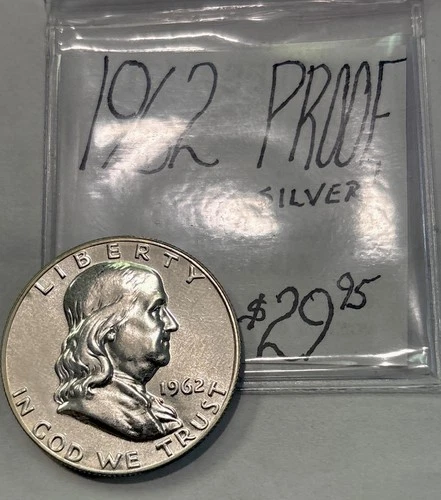 1962 PROOF
SILVER
$29.95
LIBERTY
1962
IN GOD WE TRUST